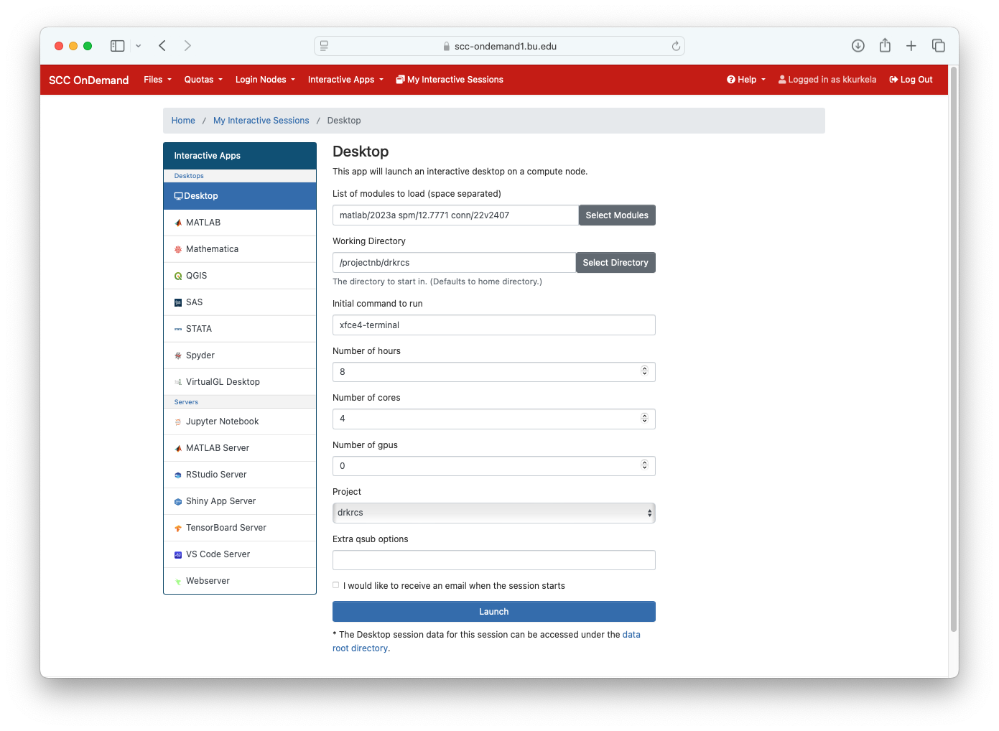 scc-ondemand1.bu.edu
SCC OnDemand Files Quotas Login Nodes Interactive Apps My Interactive Sessions Help Logged in as kkurkela Log Out
Home / My Interactive Sessions / Desktop
Interactive Apps
Desktops
Desktop
MATLAB
Mathematica
QGIS
SAS
STATA
Spyder
VirtualGL Desktop
Servers
Jupyter Notebook
MATLAB Server
RStudio Server
Shiny App Server
TensorBoard Server
VS Code Server
Webserver
Desktop
This app will launch an interactive desktop on a compute node.
List of modules to load (space separated)
matlab/2023a spm/12.7771 conn/22v2407 Select Modules
Working Directory
/projectnb/drkrcs Select Directory
The directory to start in. (Defaults to home directory.)
Initial command to run
xfce4-terminal
Number of hours
8
Number of cores
4
Number of gpus
0
Project
drkrcs
Extra qsub options
I would like to receive an email when the session starts
Launch
* The Desktop session data for this session can be accessed under the data
root directory.